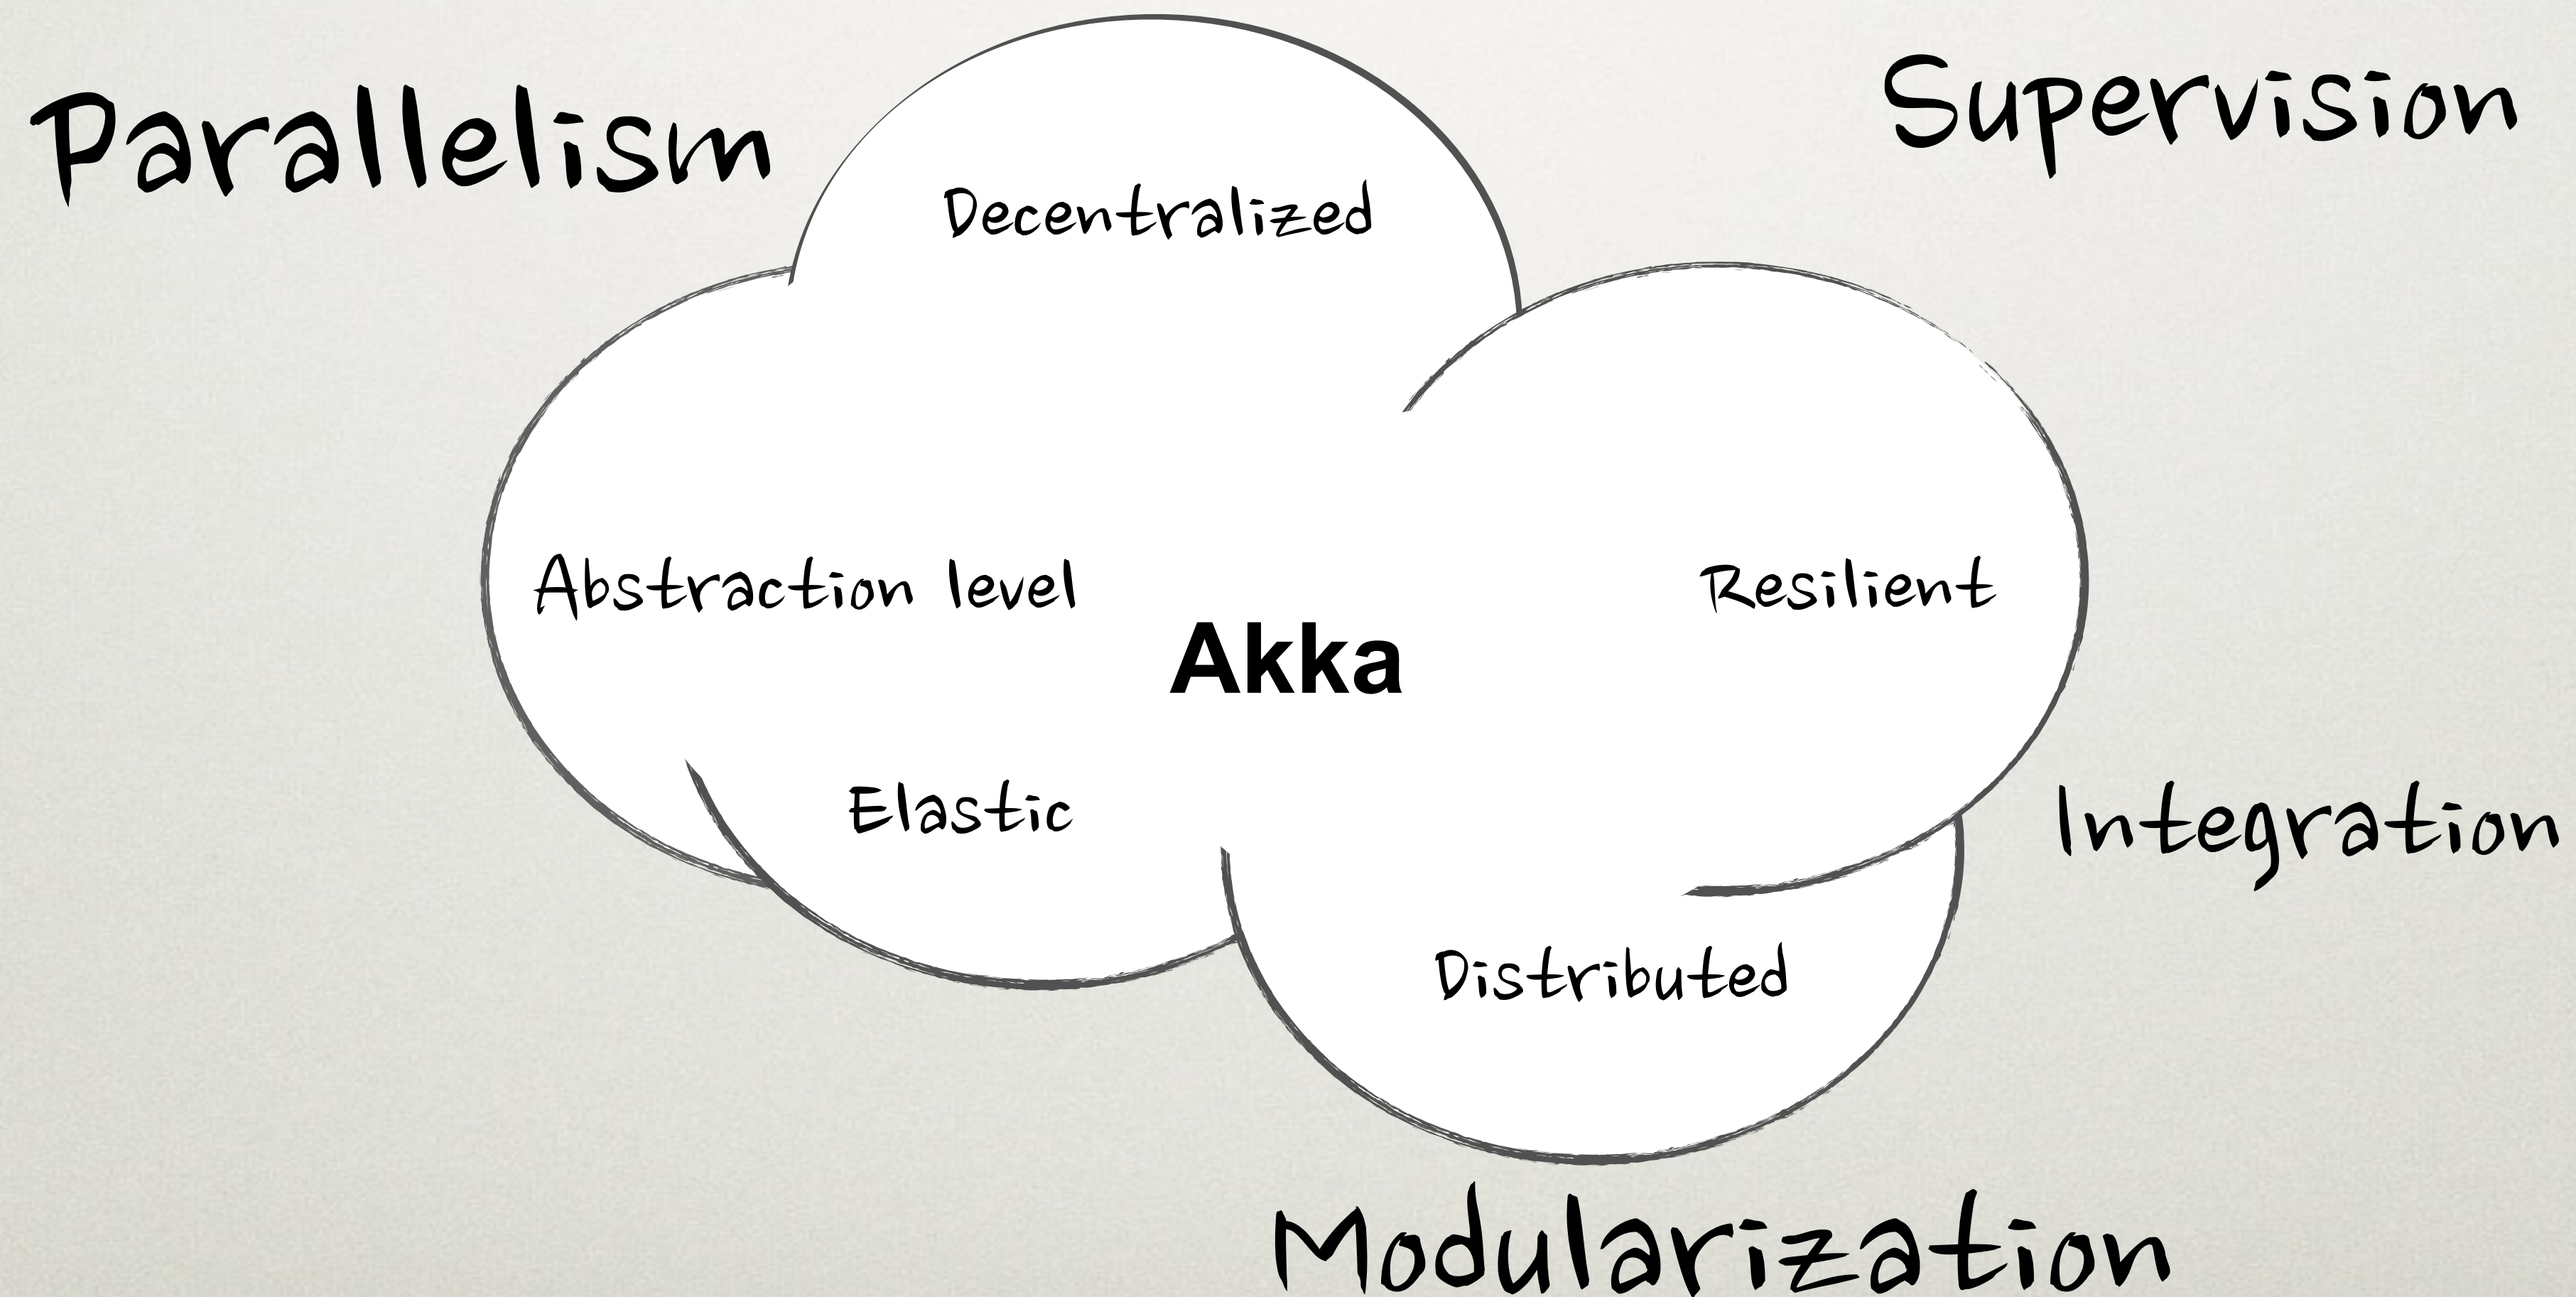 Parallelism
Supervision
Decentralized
Abstraction level
Resilient
Akka
Elastic
Integration
Distributed
Modularization